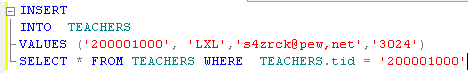 INSERT
INTO TEACHERS
VALUES ('200001000', 'LXL','s4zrck@pew,net','3024')
SELECT * FROM TEACHERS WHERE TEACHERS.tid = '200001000'